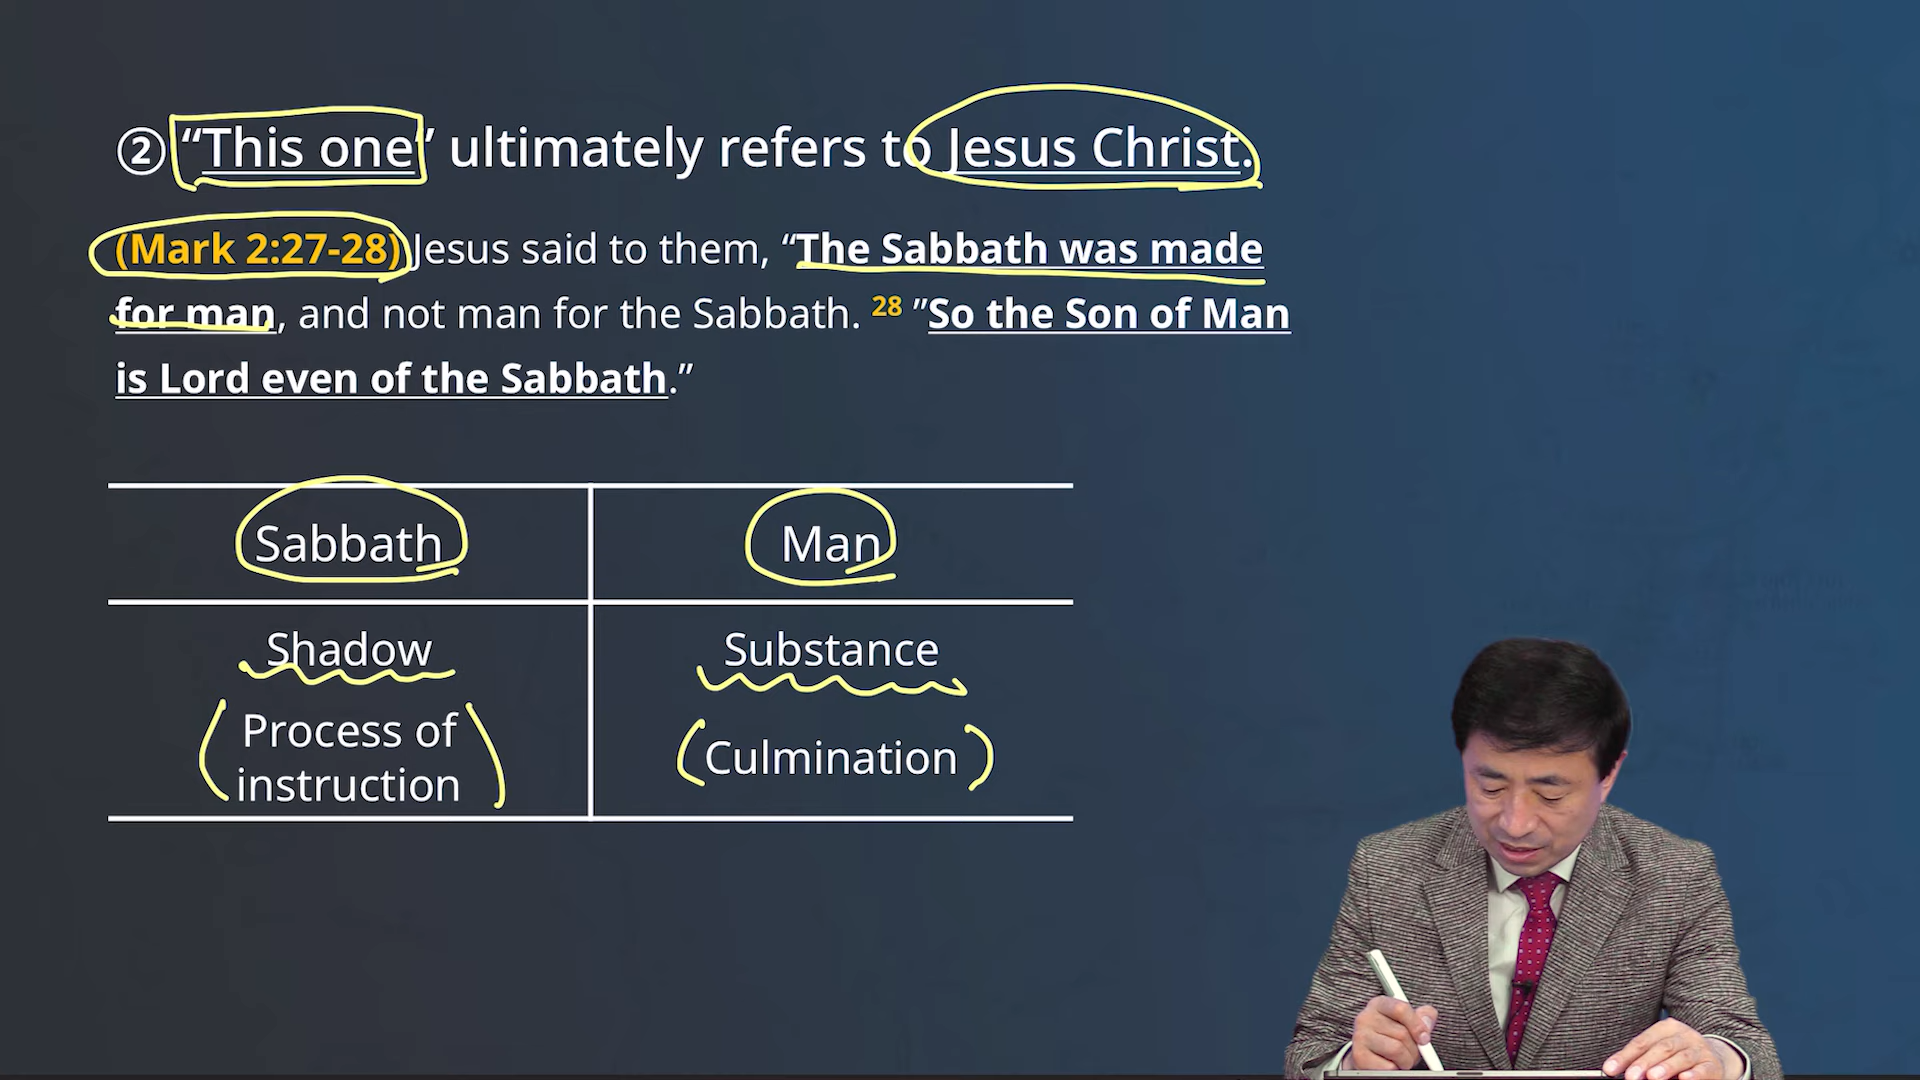 ② “This one” ultimately refers to Jesus Christ.
(Mark 2:27-28) Jesus said to them, “The Sabbath was made
for man, and not man for the Sabbath. 28 ”So the Son of Man
is Lord even of the Sabbath.”
Sabbath Man
Shadow Substance
Process of
instruction
Culmination